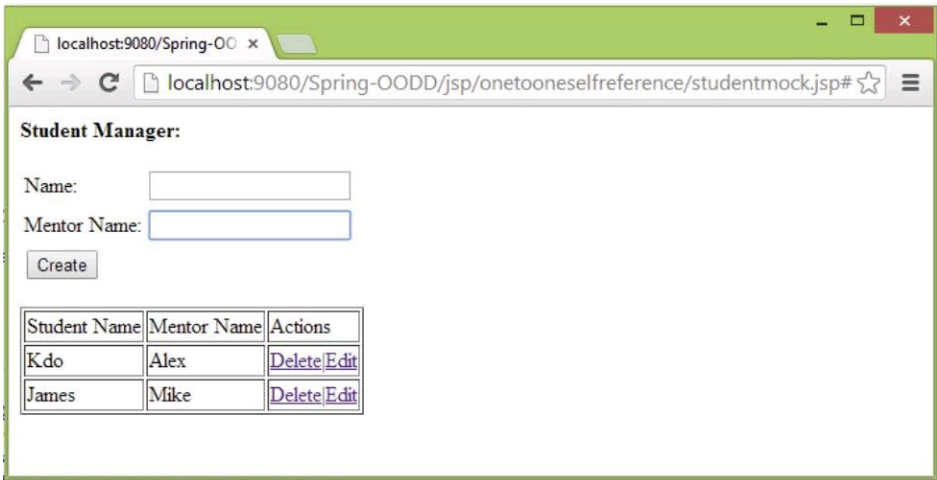 localhost:9080/Spring-OO
localhost:9080/Spring-OODD/jsp/onetooneselfreference/studentmock.jsp#
Student Manager:
Name:
Mentor Name:
Create
Student Name Mentor Name Actions
Kdo Alex Delete|Edit
James Mike Delete|Edit